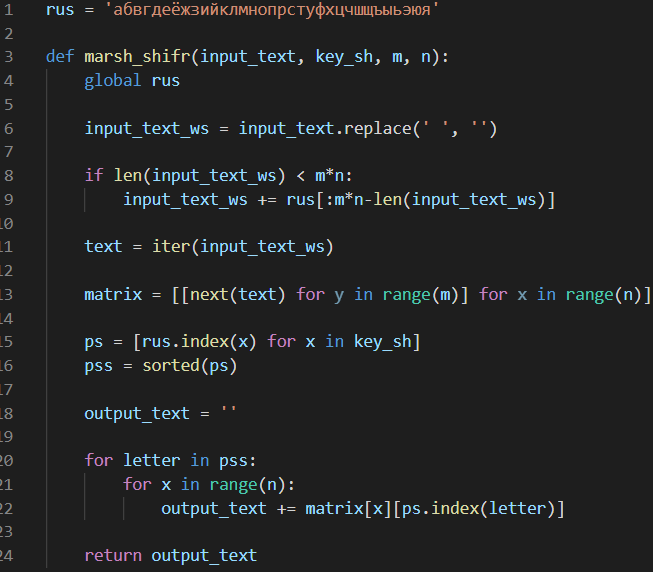 1 rus = 'абвгдеёжзийклмнопрстуфхцчшщъыьэюя'
2
3 def marsh_shifr(input_text, key_sh, m, n):
4     global rus
5
6     input_text_ws = input_text.replace(' ', '')
7
8     if len(input_text_ws) < m*n:
9         input_text_ws += rus[:m*n-len(input_text_ws)]
10
11     text = iter(input_text_ws)
12
13     matrix = [[next(text) for y in range(m)] for x in range(n)]
14
15     ps = [rus.index(x) for x in key_sh]
16     pss = sorted(ps)
17
18     output_text = ''
19
20     for letter in pss:
21         for x in range(n):
22             output_text += matrix[x][ps.index(letter)]
23
24     return output_text